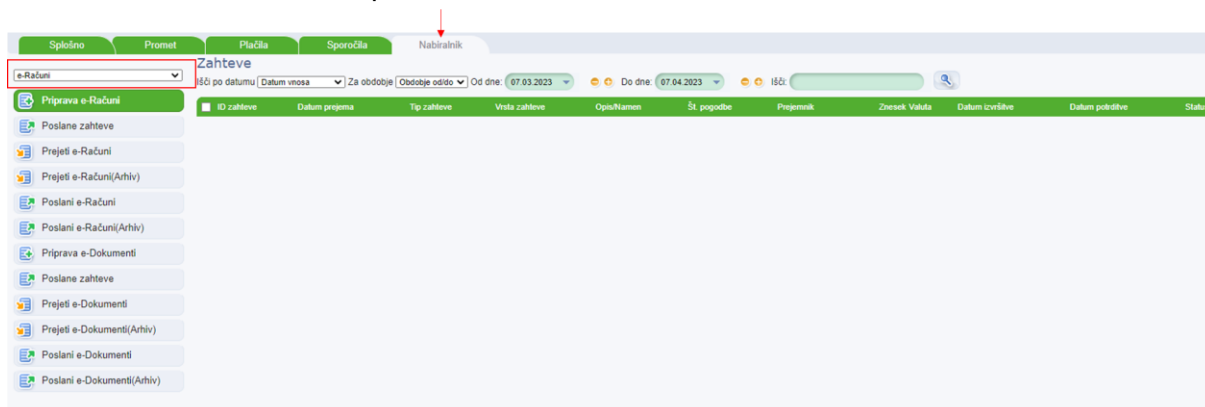 Splošno Promet Plačila Sporočila Nabiralnik
e-Računi
Zahteve
Išči po datumu Datum vnosa Za obdobje Obdobje od/do Od dne: 07.03.2023 Do dne: 07.04.2023 Išči:
ID zahteve Datum prejema Tip zahteve Vrsta zahteve Opis/Namen Št. pogodbe Prejemnik Znesek Valuta Datum izvršitve Datum potrditve Statu
Priprava e-Računi
Poslane zahteve
Prejeti e-Računi
Prejeti e-Računi(Arhiv)
Poslani e-Računi
Poslani e-Računi(Arhiv)
Priprava e-Dokumenti
Poslane zahteve
Prejeti e-Dokumenti
Prejeti e-Dokumenti(Arhiv)
Poslani e-Dokumenti
Poslani e-Dokumenti(Arhiv)